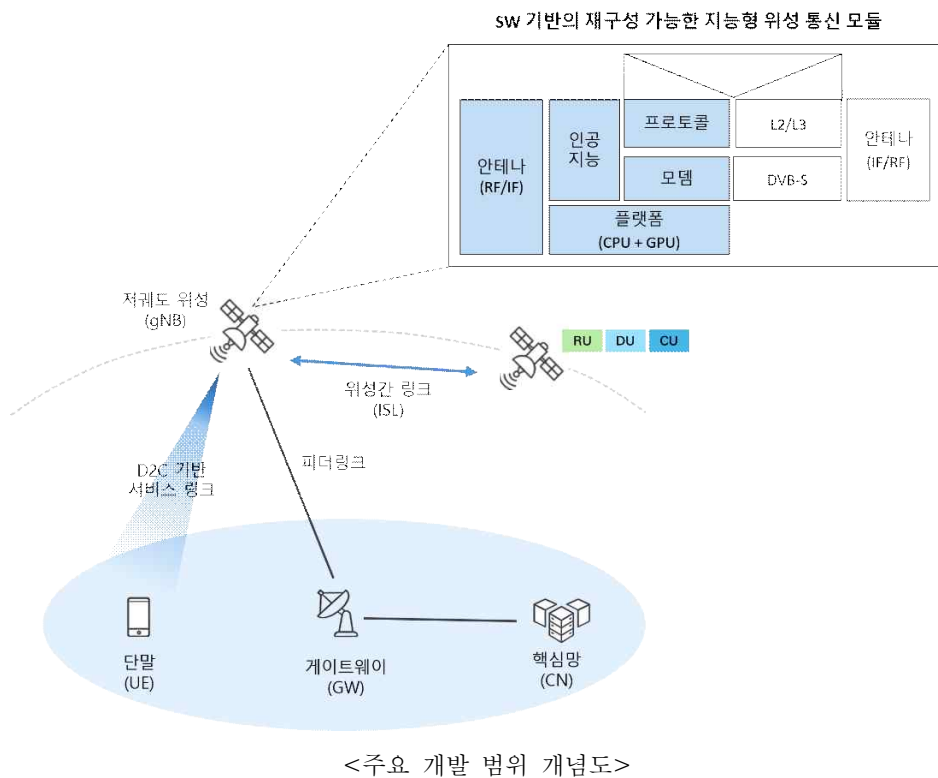 SW 기반의 재구성 가능한 지능형 위성 통신 모듈
안테나
(RF/IF)
인공
지능
프로토콜
L2/L3
모뎀
DVB-S
안테나
(IF/RF)
플랫폼
(CPU + GPU)
저궤도 위성
(gNB)
RU
DU
CU
위성간 링크
(ISL)
피더링크
D2C 기반
서비스 링크
단말
(UE)
게이트웨이
(GW)
핵심망
(CN)
<주요 개발 범위 개념도>